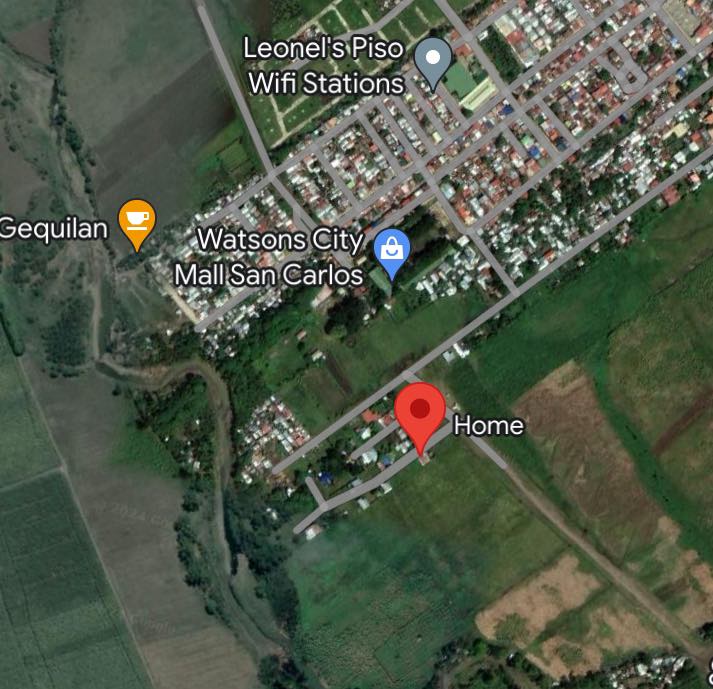 Leonel's Piso
Wifi Stations
Gequilan
Watsons City
Mall San Carlos
Home